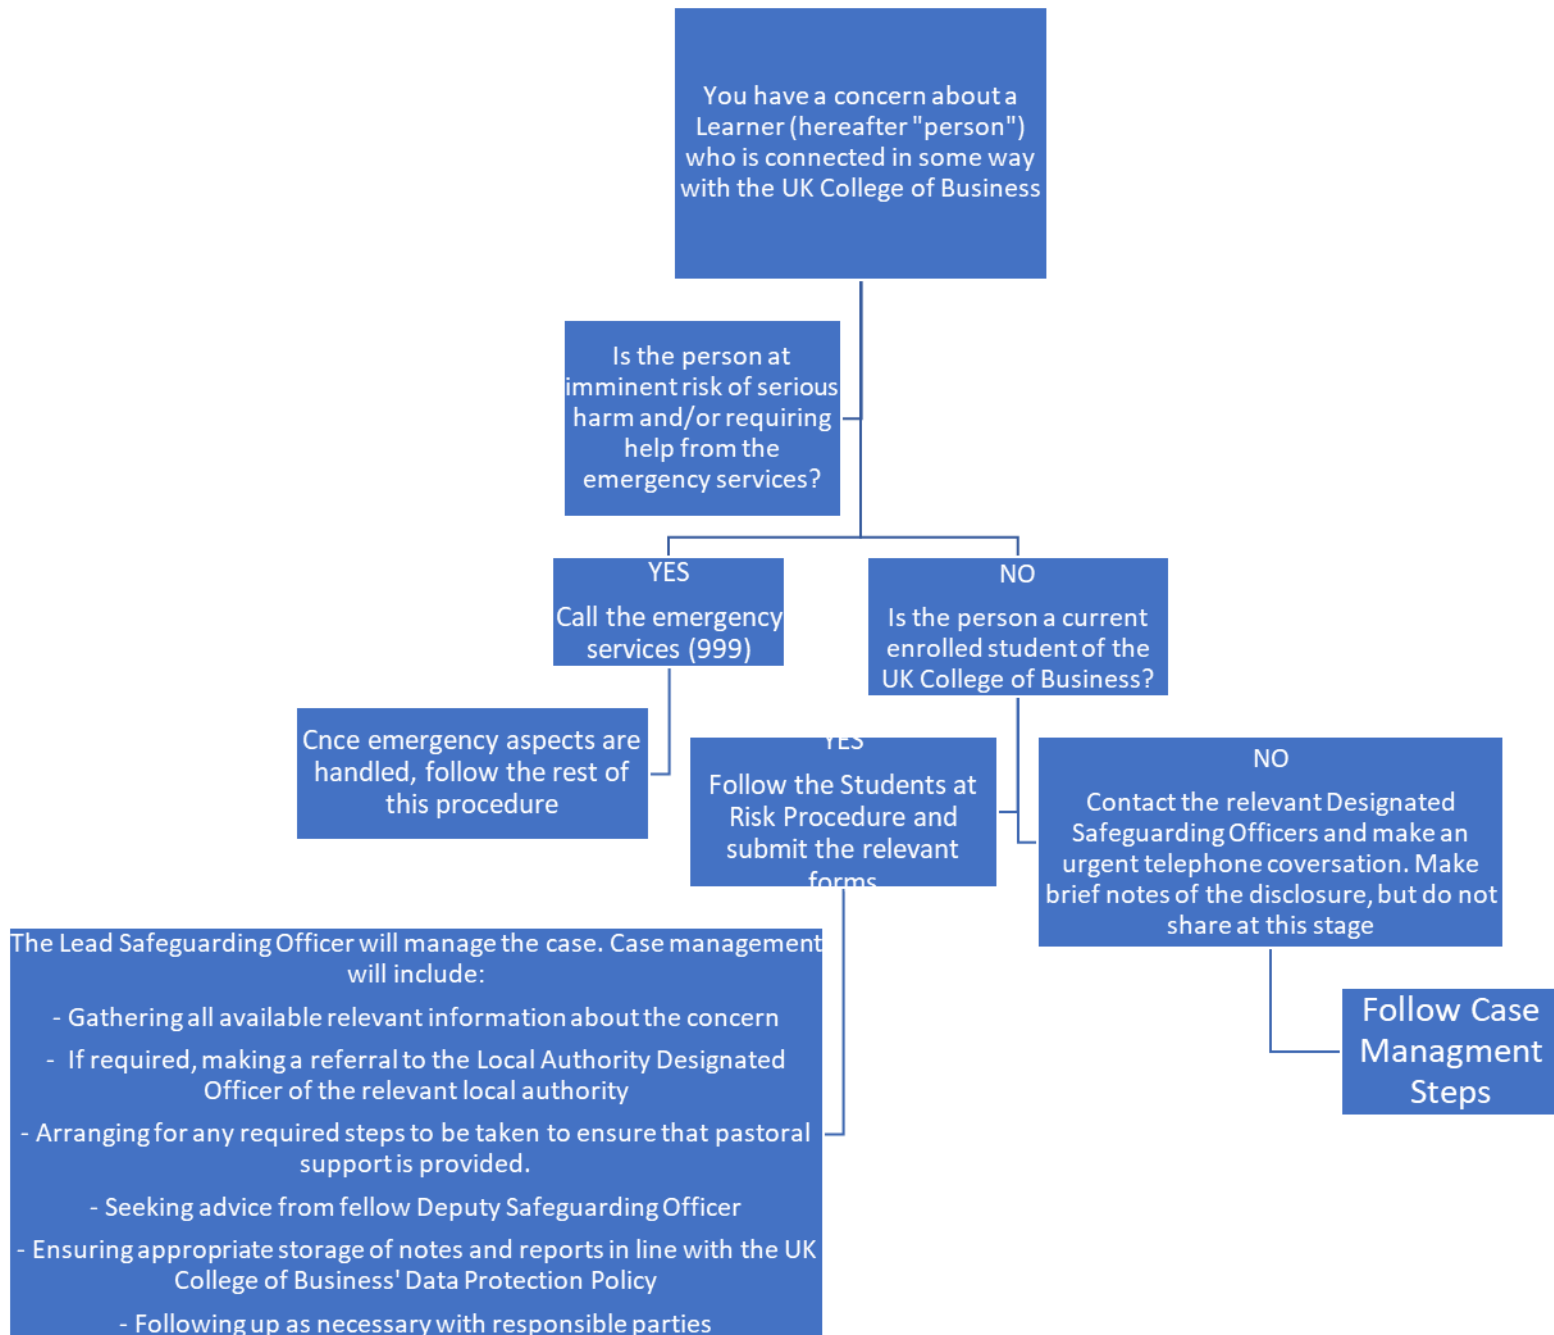 You have a concern about a
Learner (hereafter "person")
who is connected in some way
with the UK College of Business
Is the person at
imminent risk of serious
harm and/or requiring
help from the
emergency services?
YES
Call the emergency
services (999)
NO
Is the person a current
enrolled student of the
UK College of Business?
Cnce emergency aspects are
handled, follow the rest of
this procedure
YES
Follow the Students at
Risk Procedure and
submit the relevant
forms
NO
Contact the relevant Designated
Safeguarding Officers and make an
urgent telephone coversation. Make
brief notes of the disclosure, but do not
share at this stage
The Lead Safeguarding Officer will manage the case. Case management
will include:
- Gathering all available relevant information about the concern
- If required, making a referral to the Local Authority Designated
Officer of the relevant local authority
- Arranging for any required steps to be taken to ensure that pastoral
support is provided.
- Seeking advice from fellow Deputy Safeguarding Officer
- Ensuring appropriate storage of notes and reports in line with the UK
College of Business' Data Protection Policy
- Following up as necessary with responsible parties
Follow Case
Managment
Steps